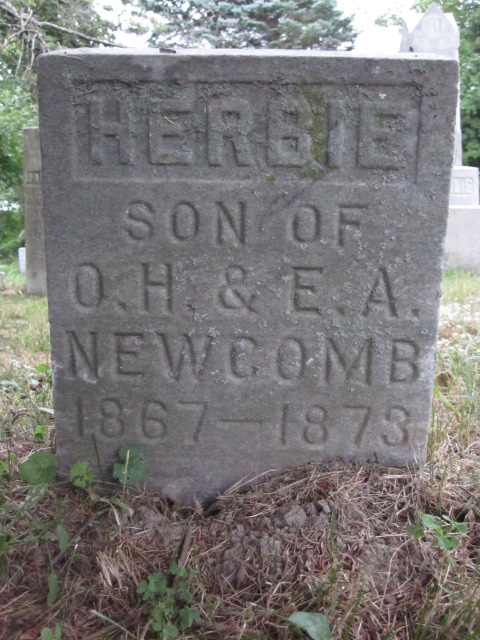 HERBIE
SON OF
O.H. & E.A.
NEWCOMB
1867–1873